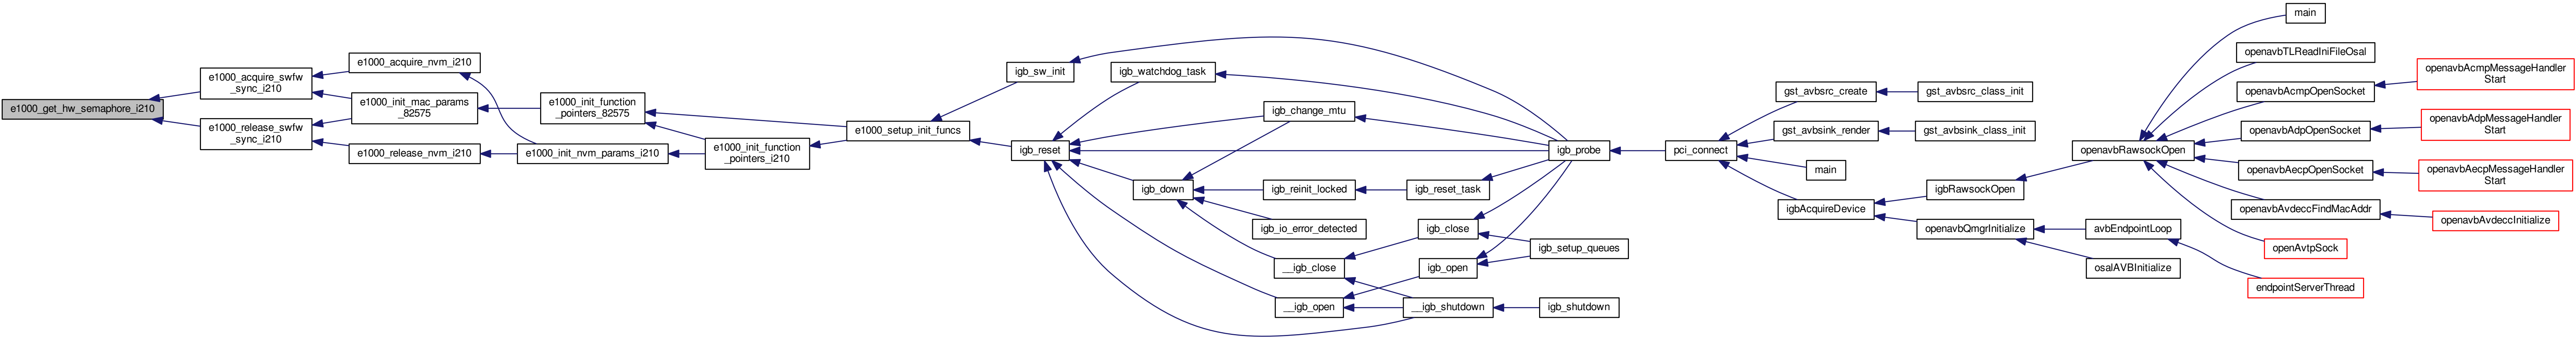 e1000_get_hw_semaphore_i210
e1000_acquire_swfw
_sync_i210
e1000_release_swfw
_sync_i210
e1000_acquire_nvm_i210
e1000_init_mac_params
_82575
e1000_release_nvm_i210
e1000_init_function
_pointers_82575
e1000_init_nvm_params_i210
e1000_init_function
_pointers_i210
e1000_setup_init_funcs
igb_sw_init
igb_reset
igb_watchdog_task
igb_change_mtu
igb_down
igb_reinit_locked
igb_io_error_detected
__igb_close
__igb_open
igb_reset_task
igb_close
igb_open
__igb_shutdown
igb_probe
igb_setup_queues
igb_shutdown
pci_connect
gst_avbsrc_create
gst_avbsink_render
main
igbAcquireDevice
gst_avbsrc_class_init
gst_avbsink_class_init
igbRawsockOpen
openavbQmgrInitialize
openavbRawsockOpen
avbEndpointLoop
osalAVBInitialize
main
openavbTLReadIniFileOsal
openavbAcmpOpenSocket
openavbAdpOpenSocket
openavbAecpOpenSocket
openavbAvdeccFindMacAddr
openAvtpSock
endpointServerThread
openavbAcmpMessageHandler
Start
openavbAdpMessageHandler
Start
openavbAecpMessageHandler
Start
openavbAvdeccInitialize